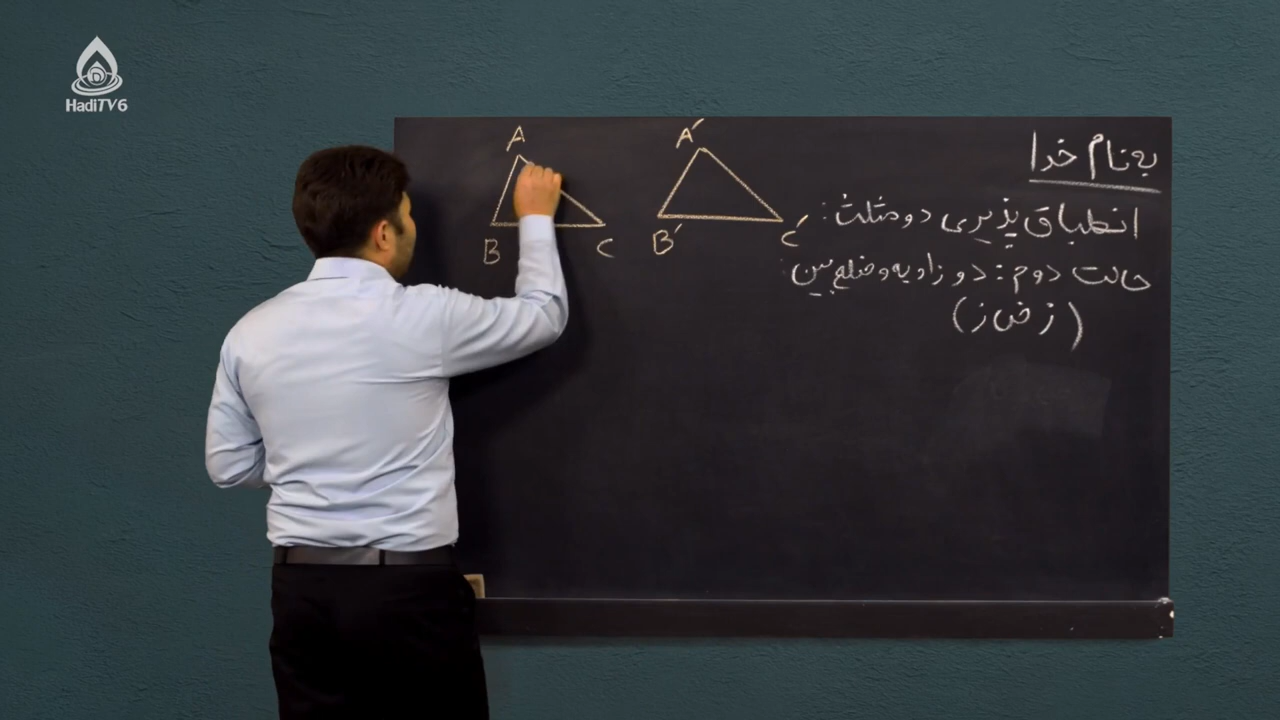 HadiTV6
به نام خدا
انطباق پذیری دو مثلث :
حالت دوم : دو زاویه و ضلع بین :
(ز ض ز)
A
B
C
A′
B′
C′